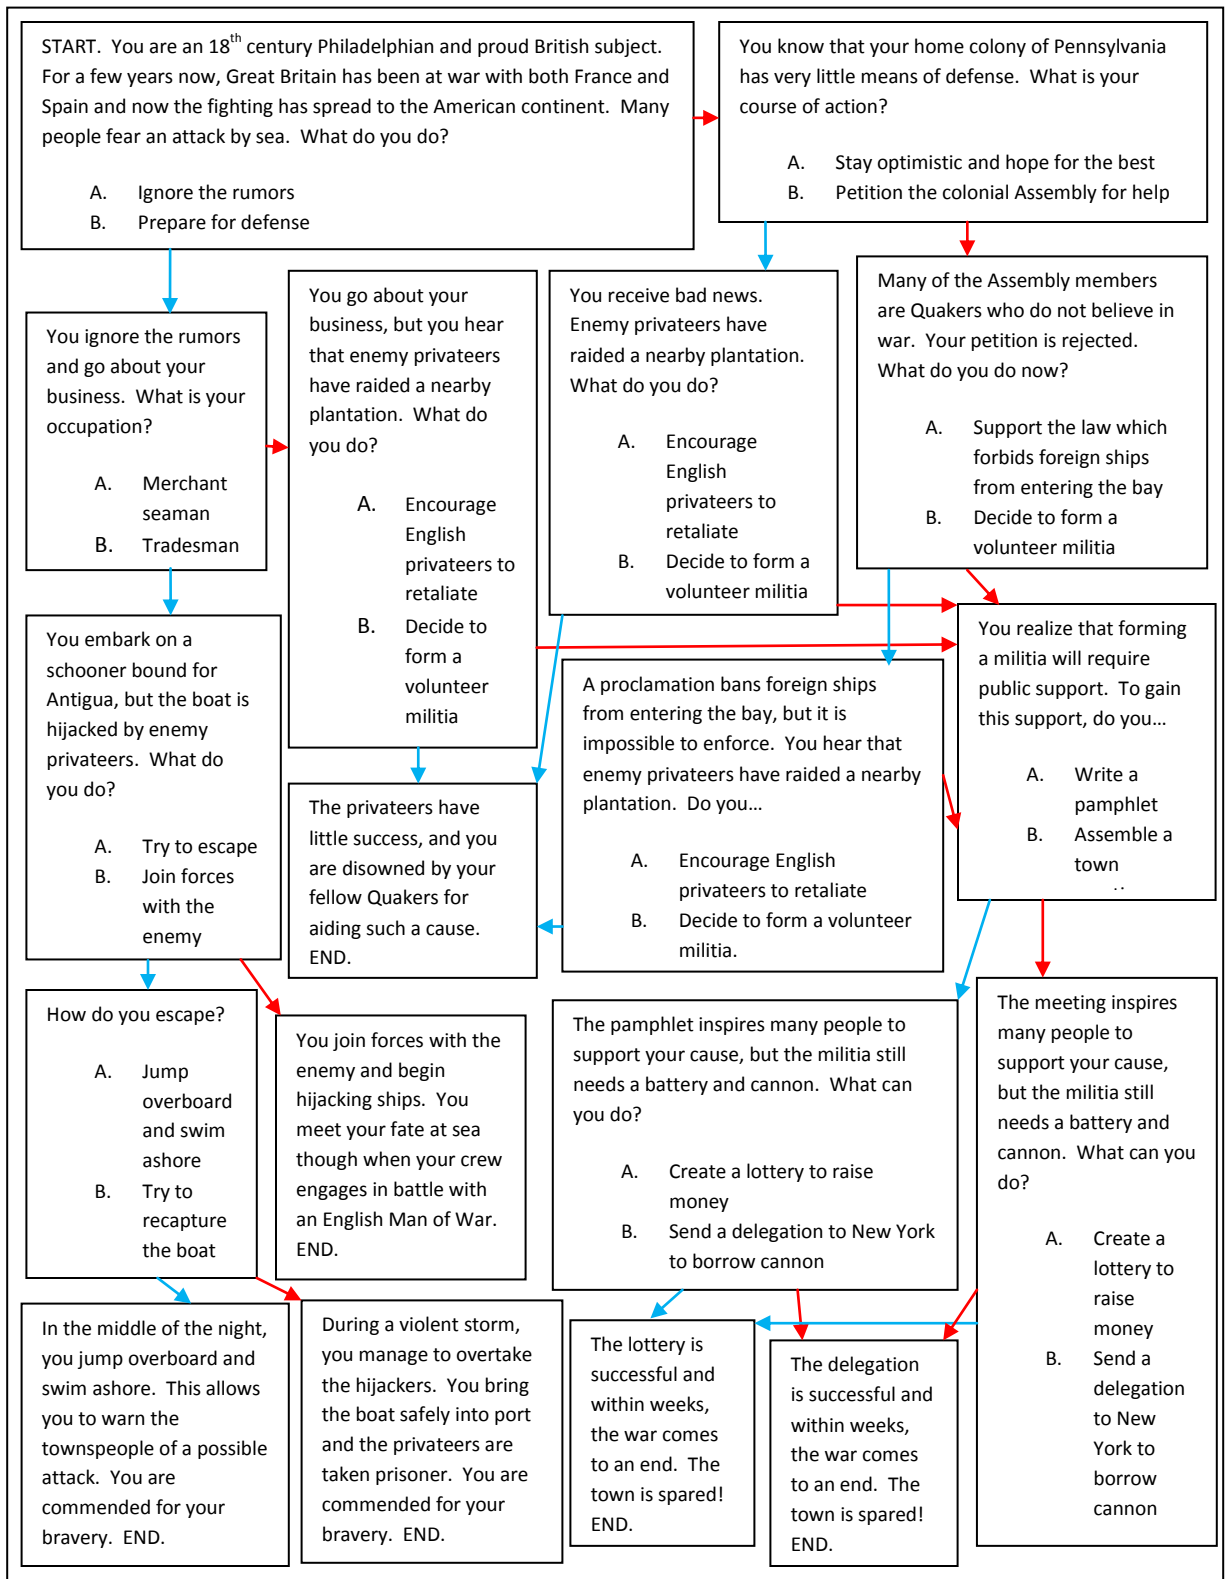 START. You are an 18th century Philadelphian and proud British subject.
For a few years now, Great Britain has been at war with both France and
Spain and now the fighting has spread to the American continent. Many
people fear an attack by sea. What do you do?
A. Ignore the rumors
B. Prepare for defense
You know that your home colony of Pennsylvania
has very little means of defense. What is your
course of action?
A. Stay optimistic and hope for the best
B. Petition the colonial Assembly for help
You ignore the rumors
and go about your
business. What is your
occupation?
A. Merchant
seaman
B. Tradesman
You go about your
business, but you hear
that enemy privateers
have raided a nearby
plantation. What do
you do?
A. Encourage
English
privateers to
retaliate
B. Decide to
form a
volunteer
militia
You receive bad news.
Enemy privateers have
raided a nearby plantation.
What do you do?
A. Encourage
English
privateers to
retaliate
B. Decide to form a
volunteer militia
Many of the Assembly members
are Quakers who do not believe in
war. Your petition is rejected.
What do you do now?
A. Support the law which
forbids foreign ships
from entering the bay
B. Decide to form a
volunteer militia
You embark on a
schooner bound for
Antigua, but the boat is
hijacked by enemy
privateers. What do
you do?
A. Try to escape
B. Join forces
with the
enemy
The privateers have
little success, and you
are disowned by your
fellow Quakers for
aiding such a cause.
END.
A proclamation bans foreign ships
from entering the bay, but it is
impossible to enforce. You hear that
enemy privateers have raided a nearby
plantation. Do you...
A. Encourage English
privateers to retaliate
B. Decide to form a volunteer
militia.
You realize that forming
a militia will require
public support. To gain
this support, do you...
A. Write a
pamphlet
B. Assemble a
town
How do you escape?
A. Jump
overboard
and swim
ashore
B. Try to
recapture
the boat
You join forces with the
enemy and begin
hijacking ships. You
meet your fate at sea
though when your crew
engages in battle with
an English Man of War.
END.
The pamphlet inspires many people to
support your cause, but the militia still
needs a battery and cannon. What can
you do?
A. Create a lottery to raise
money
B. Send a delegation to New York
to borrow cannon
The meeting inspires
many people to
support your cause,
but the militia still
needs a battery and
cannon. What can you
do?
A. Create a
lottery to
raise
money
B. Send a
delegation
to New
York to
borrow
cannon
In the middle of the night,
you jump overboard and
swim ashore. This allows
you to warn the
townspeople of a possible
attack. You are
commended for your
bravery. END.
During a violent storm,
you manage to overtake
the hijackers. You bring
the boat safely into port
and the privateers are
taken prisoner. You are
commended for your
bravery. END.
The lottery is
successful and
within weeks,
the war comes
to an end. The
town is spared!
END.
The delegation
is successful and
within weeks,
the war comes
to an end. The
town is spared!
END.